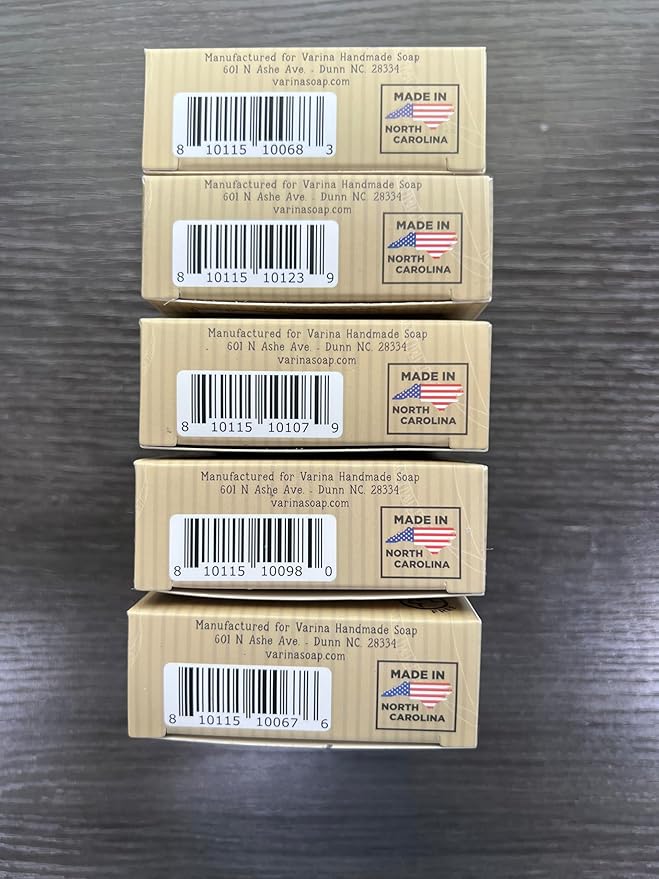 Manufactured for Varina Handmade Soap
601 N Ashe Ave. - Dunn NC. 28334
varinasoap.com
8 10115 10068 3
MADE IN
NORTH
CAROLINA
Manufactured for Varina Handmade Soap
601 N Ashe Ave. - Dunn NC. 28334
varinasoap.com
8 10115 10123 9
MADE IN
NORTH
CAROLINA
Manufactured for Varina Handmade Soap
601 N Ashe Ave. - Dunn NC. 28334
varinasoap.com
8 10115 10107 9
MADE IN
NORTH
CAROLINA
Manufactured for Varina Handmade Soap
601 N Ashe Ave. - Dunn NC. 28334
varinasoap.com
8 10115 10098 0
MADE IN
NORTH
CAROLINA
Manufactured for Varina Handmade Soap
601 N Ashe Ave. - Dunn NC. 28334
varinasoap.com
8 10115 10067 6
MADE IN
NORTH
CAROLINA